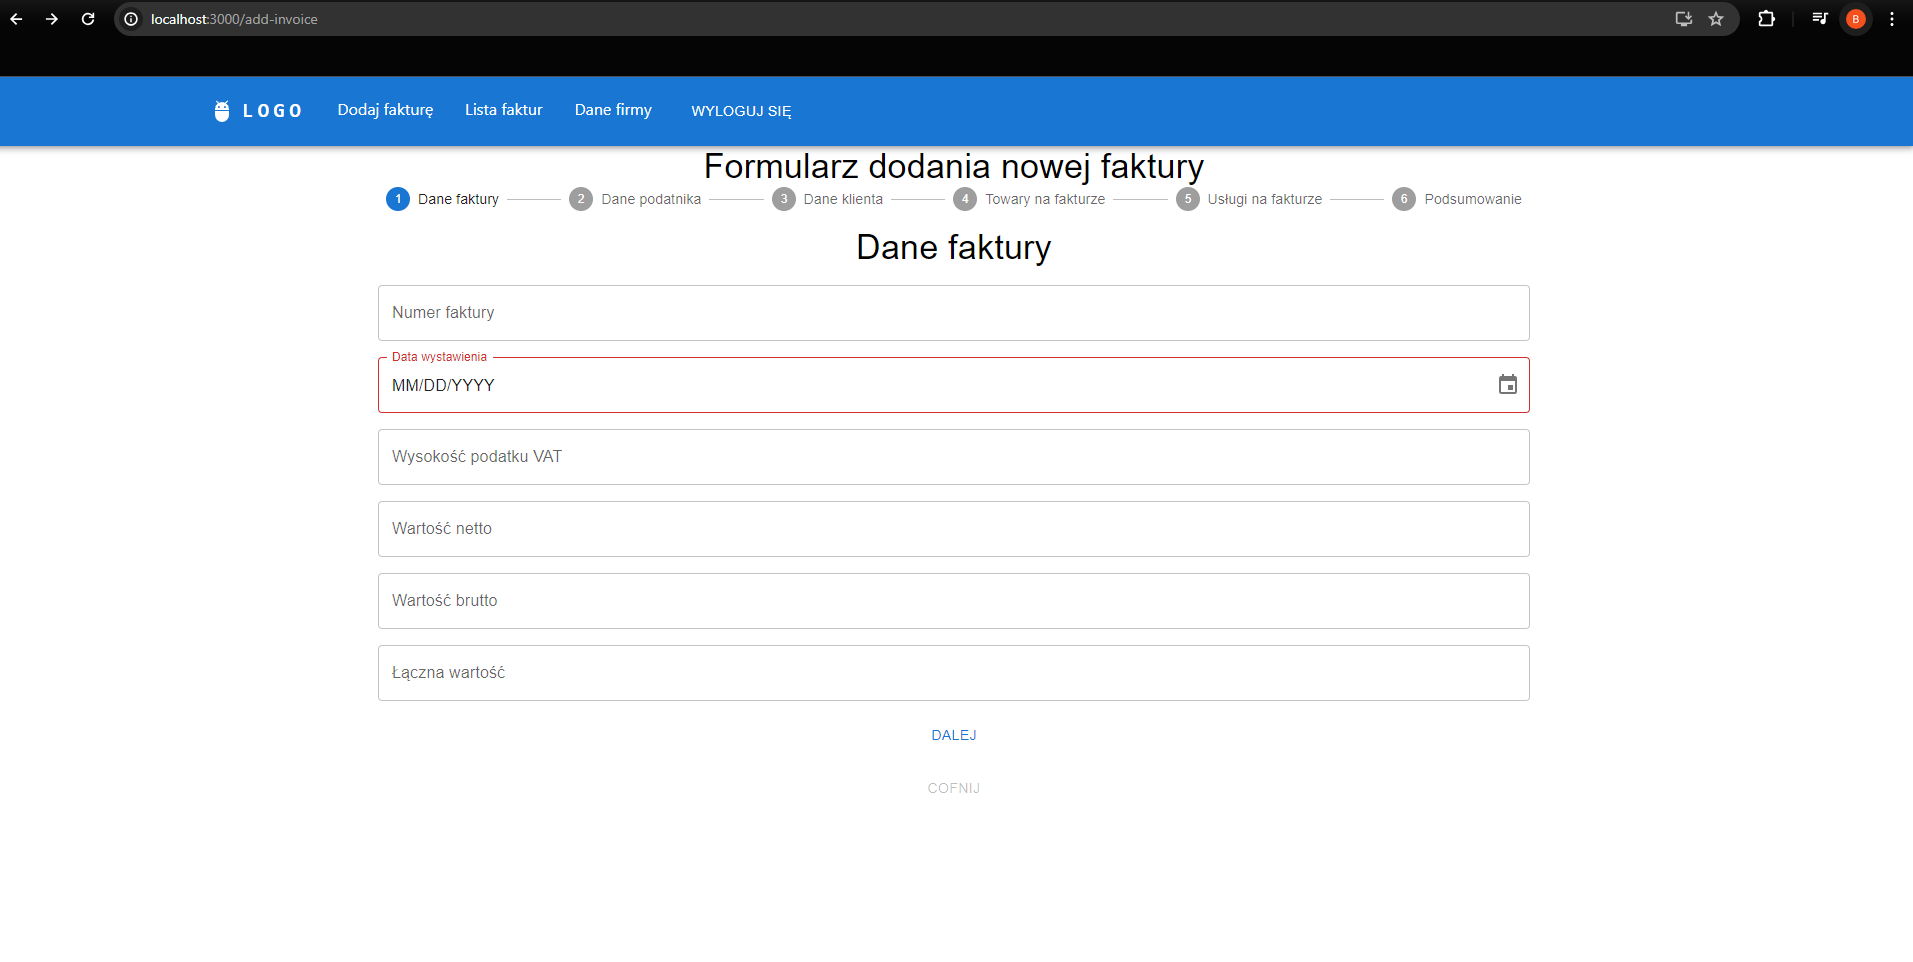 localhost:3000/add-invoice
B
LOGO Dodaj fakturę Lista faktur Dane firmy WYLOGUJ SIĘ
Formularz dodania nowej faktury
1 Dane faktury 2 Dane podatnika 3 Dane klienta 4 Towary na fakturze 5 Usługi na fakturze 6 Podsumowanie
Dane faktury
Numer faktury
Data wystawienia
MM/DD/YYYY
Wysokość podatku VAT
Wartość netto
Wartość brutto
Łączna wartość
DALEJ
COFNIJ